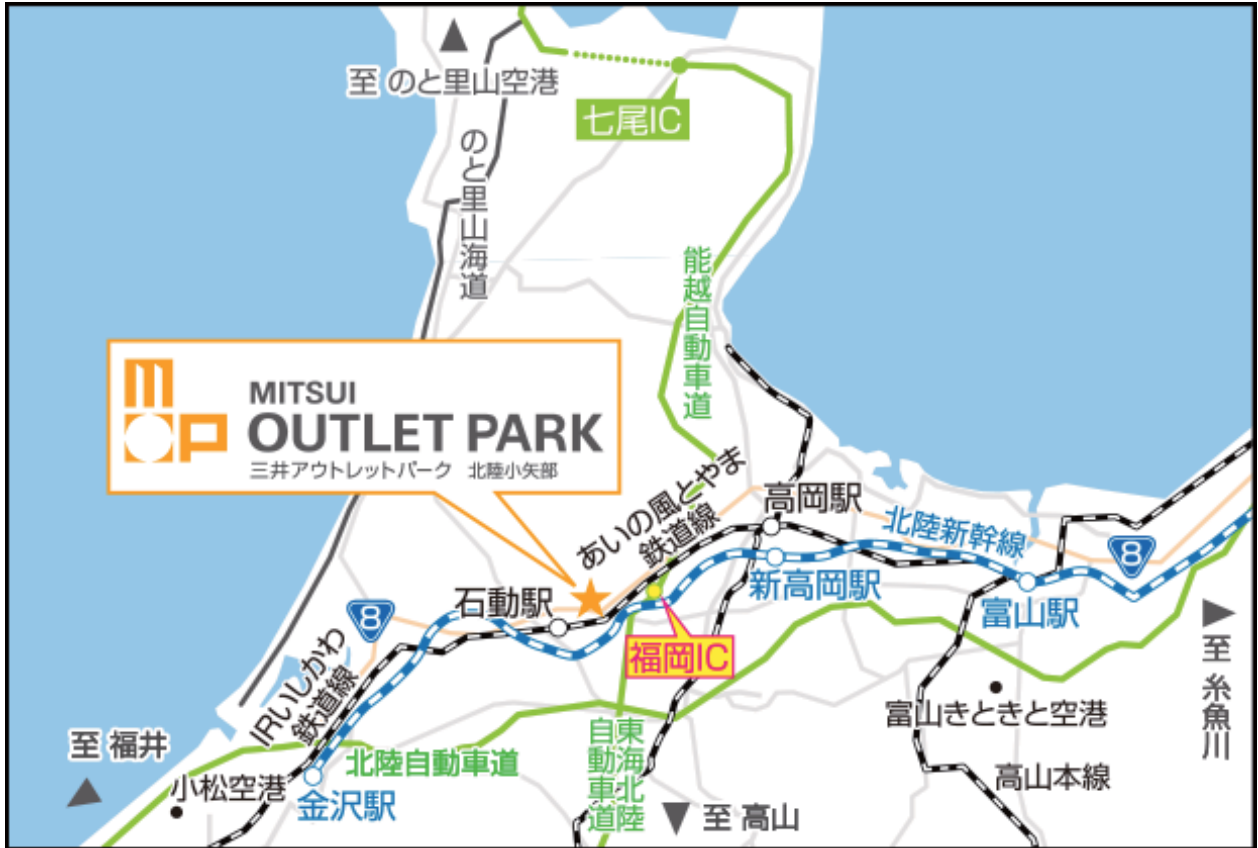 至 のと里山空港
七尾IC
のと里山海道
能越自動車道
MITSUI
OUTLET PARK
三井アウトレットパーク 北陸小矢部
あいの風とやま
鉄道線
高岡駅
北陸新幹線
8
新高岡駅
富山駅
石動駅
8
福岡IC
至 糸魚川
IRいしかわ
鉄道線
至 福井
北陸自動車道
東海北陸
自動車道
富山きときと空港
小松空港
金沢駅
高山本線
至 高山